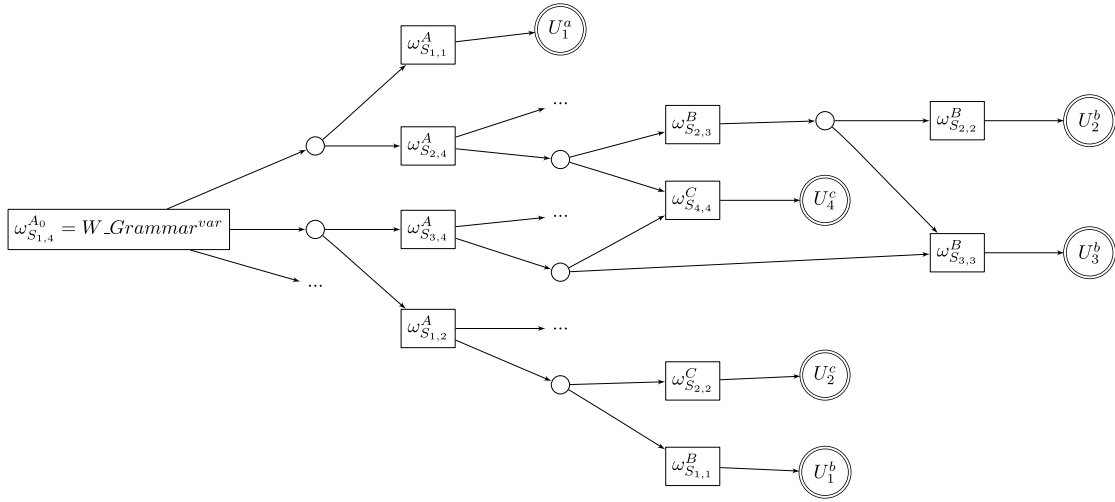 ω^A_{S_{1,1}}
U^a_1
...
ω^A_{S_{2,4}}
ω^B_{S_{2,3}}
ω^B_{S_{2,2}}
U^b_2
ω^C_{S_{4,4}}
U^c_4
ω^{A_0}_{S_{1,4}} = W_Grammar^{var}
ω^A_{S_{3,4}}
...
ω^B_{S_{3,3}}
U^b_3
...
ω^A_{S_{1,2}}
...
ω^C_{S_{2,2}}
U^c_2
ω^B_{S_{1,1}}
U^b_1